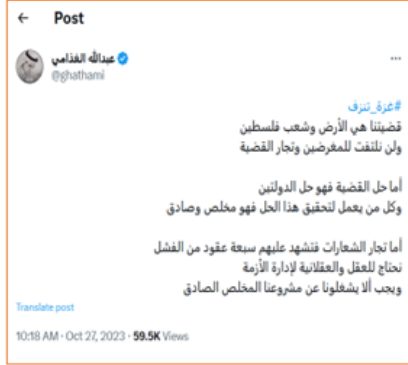 ← Post
عبدالله الغذامي
@ghathami
...
#غزة_تنزف
قضيتنا هي الأرض وشعب فلسطين
ولن نلتفت للمغرضين وتجار القضية
أما حل القضية فهو حل الدولتين
وكل من يعمل لتحقيق هذا الحل فهو مخلص وصادق
أما تجار الشعارات فتشهد عليهم سبعة عقود من الفشل
نحتاج للعقل والعقلانية لإدارة الأزمة
ويجب ألا يشغلونا عن مشروعنا المخلص الصادق
Translate post
10:18 AM · Oct 27, 2023 · 59.5K Views